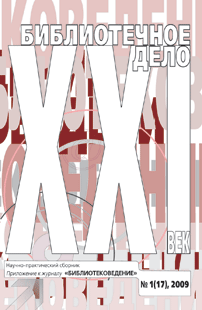 БИБЛИОТЕЧНОЕ
ДЕЛО
XXI
ВЕК
Научно-практический сборник
Приложение к журналу «БИБЛИОТЕКОВЕДЕНИЕ»
№ 1(17), 2009